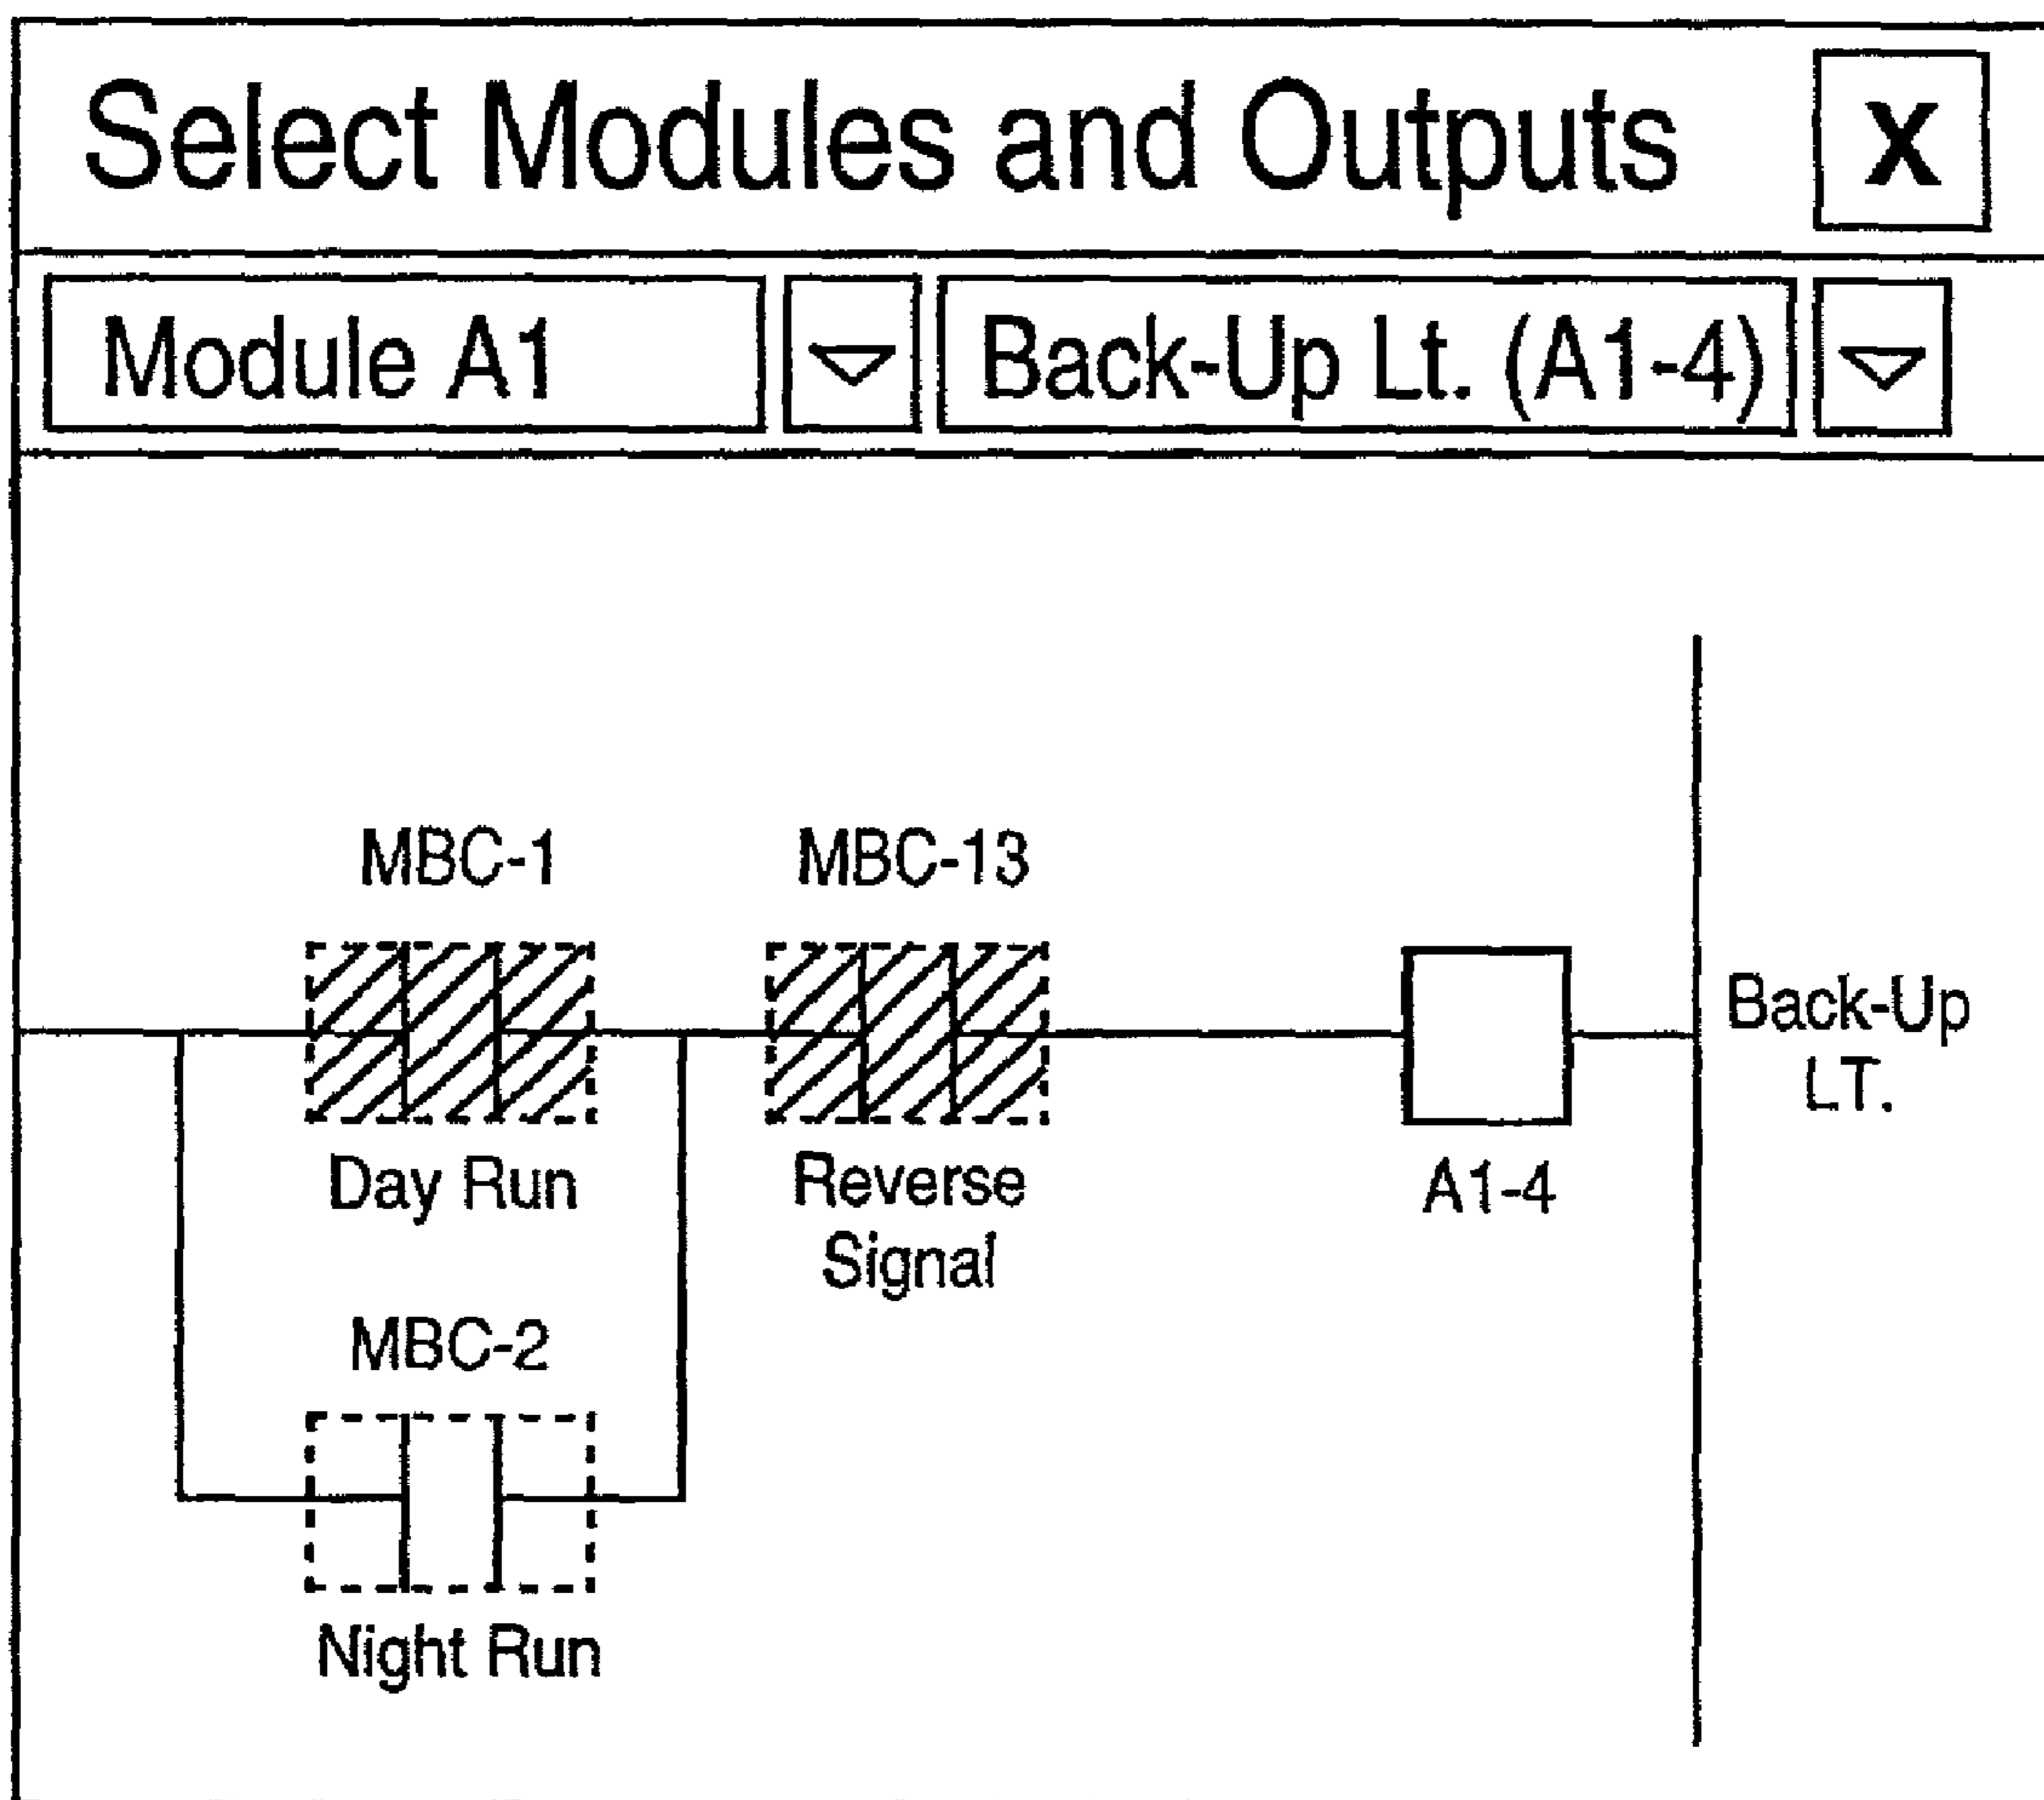 Select Modules and Outputs X
Module A1 Back-Up Lt. (A1-4)
MBC-1 MBC-13
Back-Up
LT.
Day Run Reverse
Signal
A1-4
MBC-2
Night Run